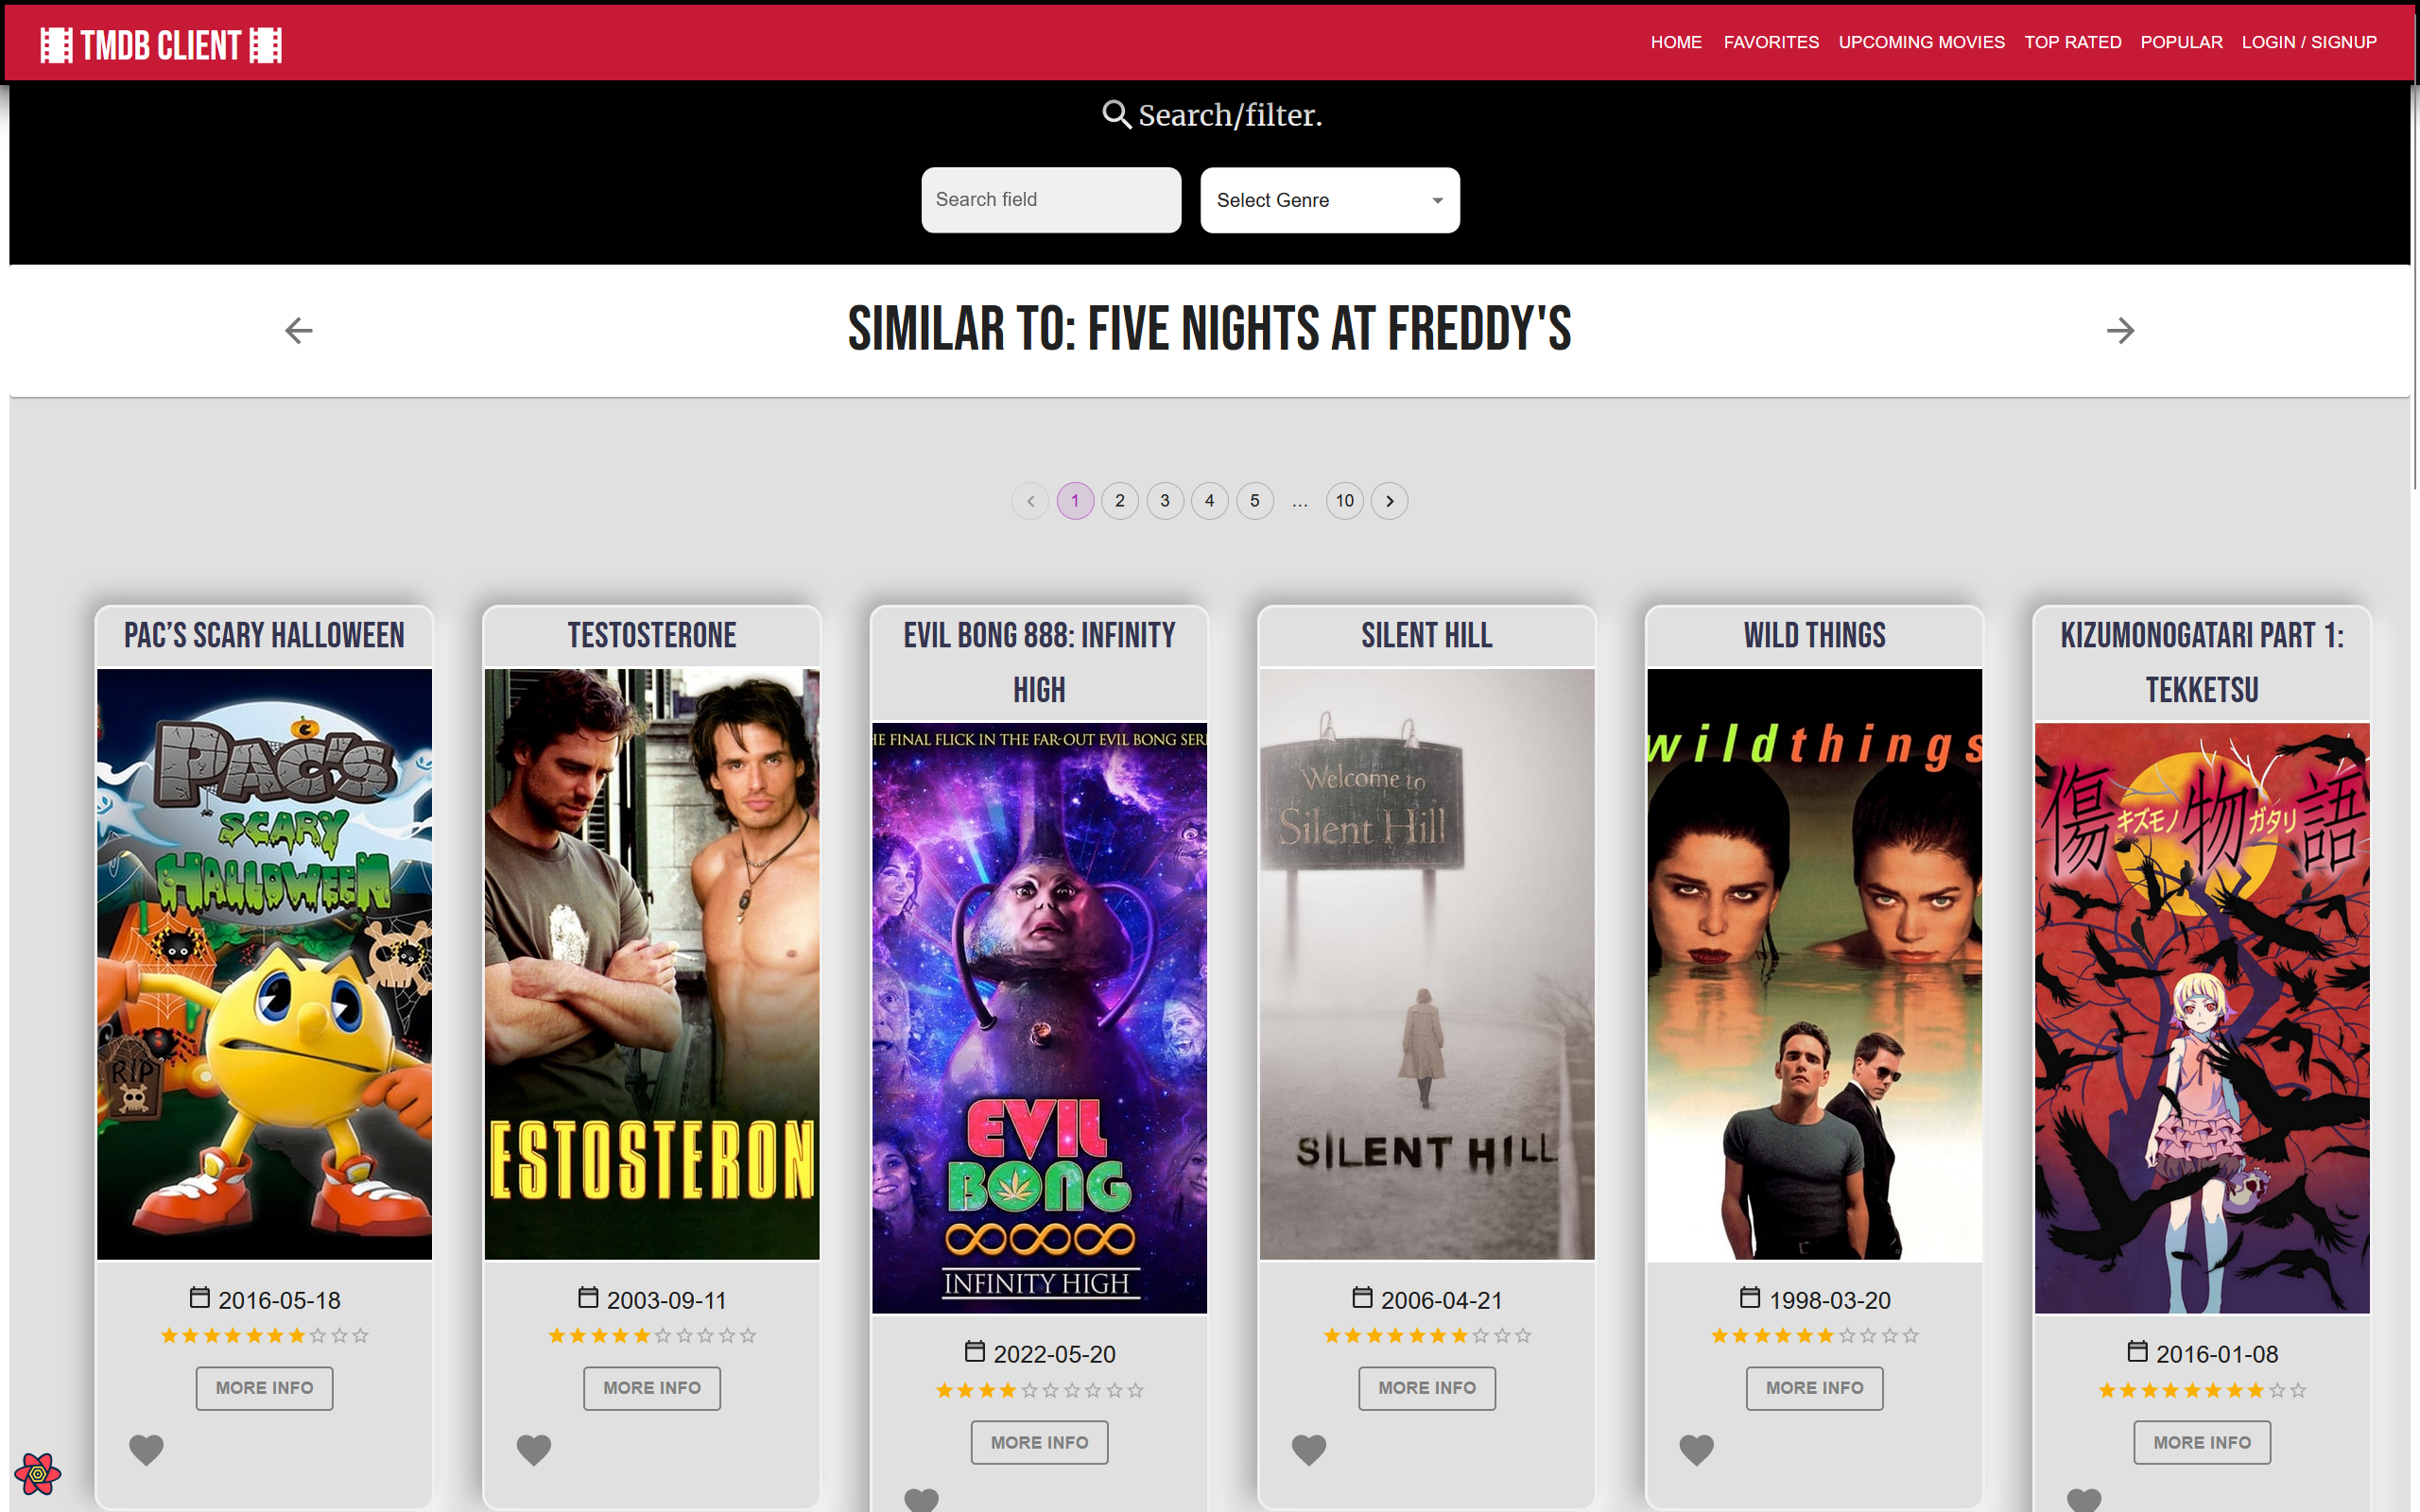 TMDB CLIENT
HOME FAVORITES UPCOMING MOVIES TOP RATED POPULAR LOGIN / SIGNUP
Search/filter.
Search field
Select Genre
SIMILAR TO: FIVE NIGHTS AT FREDDY'S
1 2 3 4 5 … 10
PAC’S SCARY HALLOWEEN
PAC'S
SCARY
HALLOWEEN
RIP
2016-05-18
MORE INFO
TESTOSTERONE
ESTOSTERON
2003-09-11
MORE INFO
EVIL BONG 888: INFINITY
HIGH
HE FINAL FLICK IN THE FAR-OUT EVIL BONG SERI
EVIL
BONG
INFINITY HIGH
2022-05-20
MORE INFO
SILENT HILL
Welcome to
Silent Hill
SILENT HILL
2006-04-21
MORE INFO
WILD THINGS
wildthings
1998-03-20
MORE INFO
KIZUMONOGATARI PART 1:
TEKKETSU
傷キズモノ物ガタリ語
2016-01-08
MORE INFO